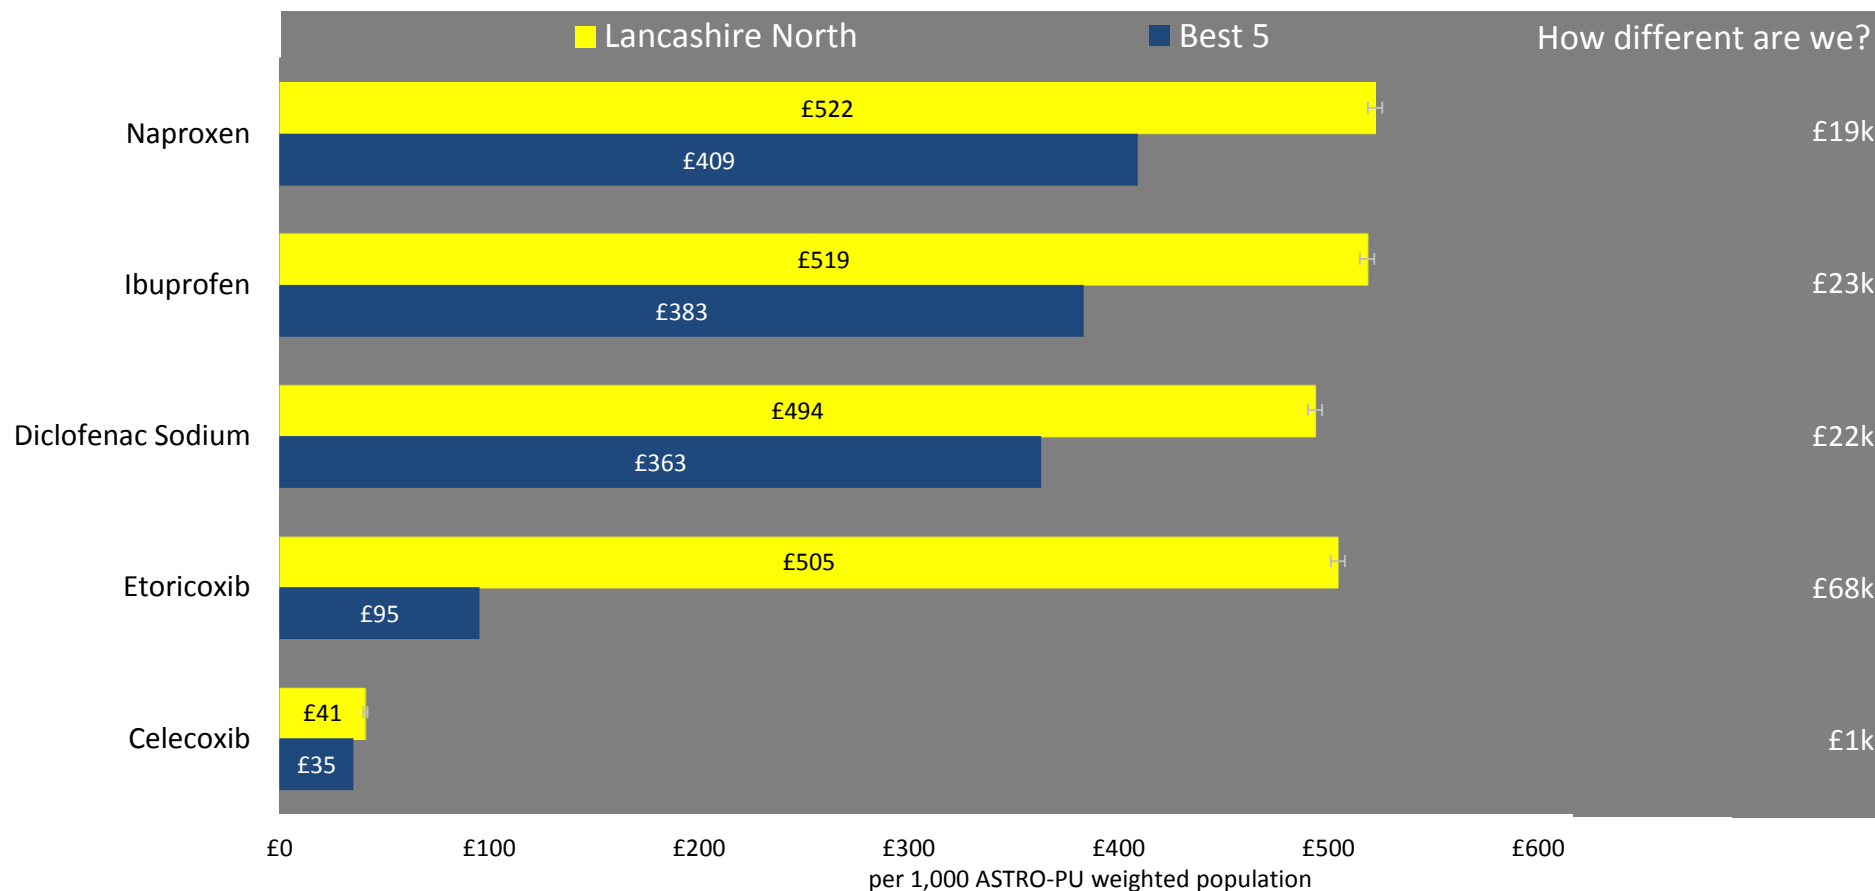 Lancashire North Best 5 How different are we?
Naproxen £522 £409 £19k
Ibuprofen £519 £383 £23k
Diclofenac Sodium £494 £363 £22k
Etoricoxib £505 £95 £68k
Celecoxib £41 £35 £1k
£0 £100 £200 £300 £400 £500 £600
per 1,000 ASTRO-PU weighted population